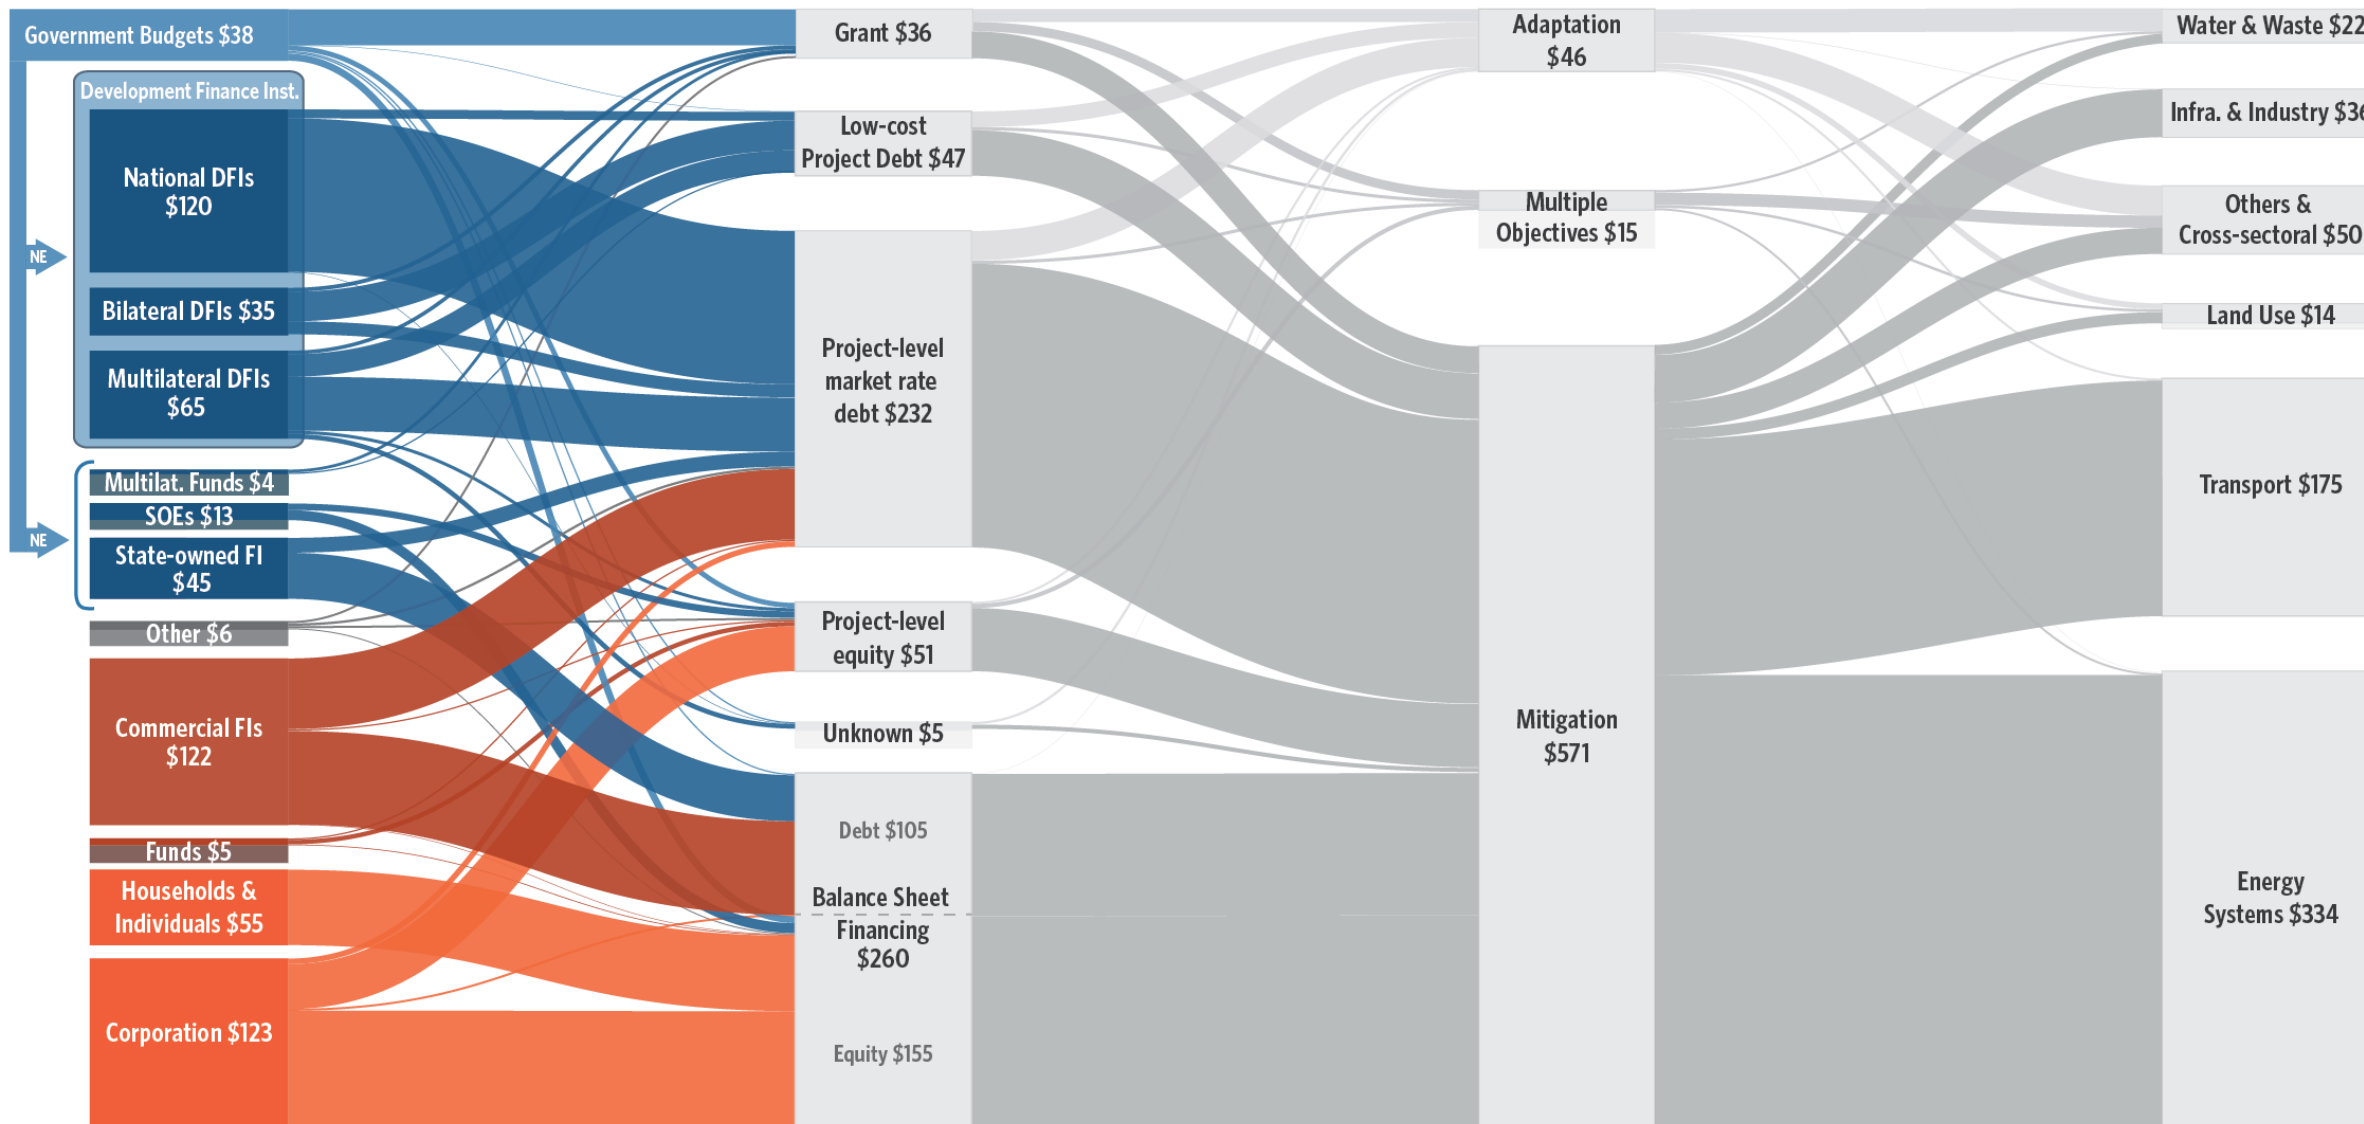 Government Budgets $38
Development Finance Inst.
National DFIs
$120
NE
Bilateral DFIs $35
Multilateral DFIs
$65
Multilat. Funds $4
SOEs $13
NE
State-owned FI
$45
Other $6
Commercial FIs
$122
Funds $5
Households &
Individuals $55
Corporation $123
Grant $36
Low-cost
Project Debt $47
Project-level
market rate
debt $232
Project-level
equity $51
Unknown $5
Debt $105
Balance Sheet
Financing
$260
Equity $155
Adaptation
$46
Multiple
Objectives $15
Mitigation
$571
Water & Waste $22
Infra. & Industry $36
Others &
Cross-sectoral $50
Land Use $14
Transport $175
Energy
Systems $334